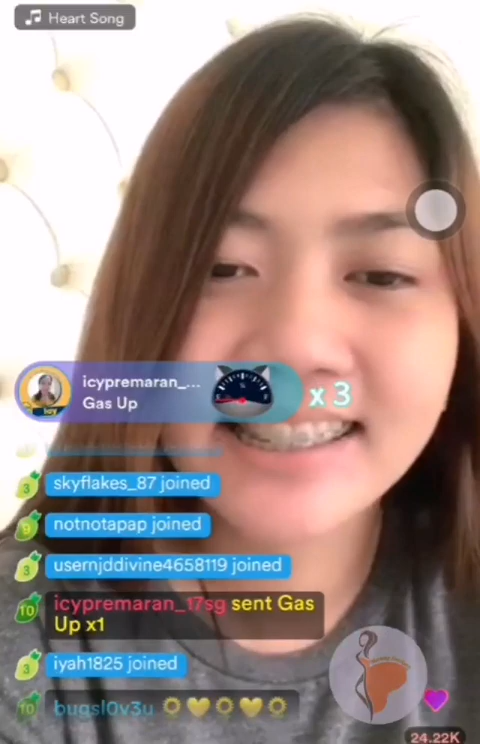 Heart Song
icypremaran_...
Gas Up
x 3
3 skyflakes_87 joined
9 notnotapap joined
3 usernjddivine4658119 joined
10 icypremaran_17sg sent Gas
Up x1
3 iyah1825 joined
10 bugsl0v3u
24.22K